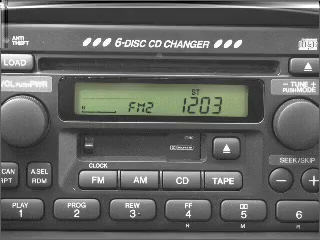 ANTI
THEFT
6-DISC CD CHANGER
LOAD
VOL PUSH-PWR
- TUNE +
PUSH-MODE
ST
FM2 1203
CLOCK
SEEK/SKIP
CAN
RPT
A.SEL
RDM
FM AM CD TAPE
- +
PLAY
1
PROG
2
REW
3
FF
4
5
6
R M R